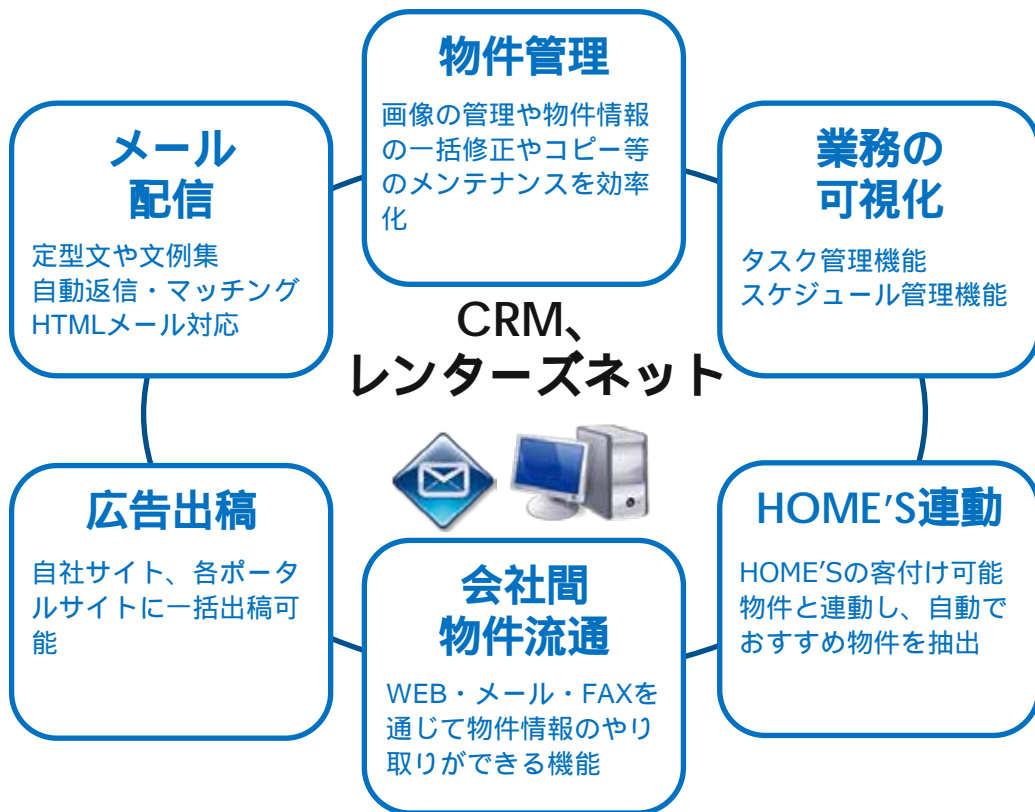 物件管理
画像の管理や物件情報
の一括修正やコピー等
のメンテナンスを効率
化
メール
配信
定型文や文例集
自動返信・マッチング
HTMLメール対応
業務の
可視化
タスク管理機能
スケジュール管理機能
CRM、
レンターズネット
広告出稿
自社サイト、各ポータ
ルサイトに一括出稿可
能
会社間
物件流通
WEB・メール・FAXを
通じて物件情報のやり
取りができる機能
HOME'S連動
HOME'Sの客付け可能
物件と連動し、自動で
おすすめ物件を抽出